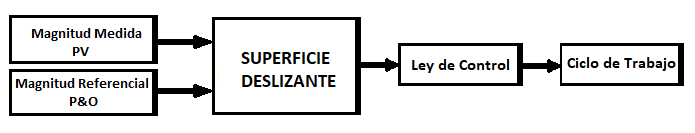 Magnitud Medida
PV
Magnitud Referencial
P&O
SUPERFICIE
DESLIZANTE
Ley de Control
Ciclo de Trabajo